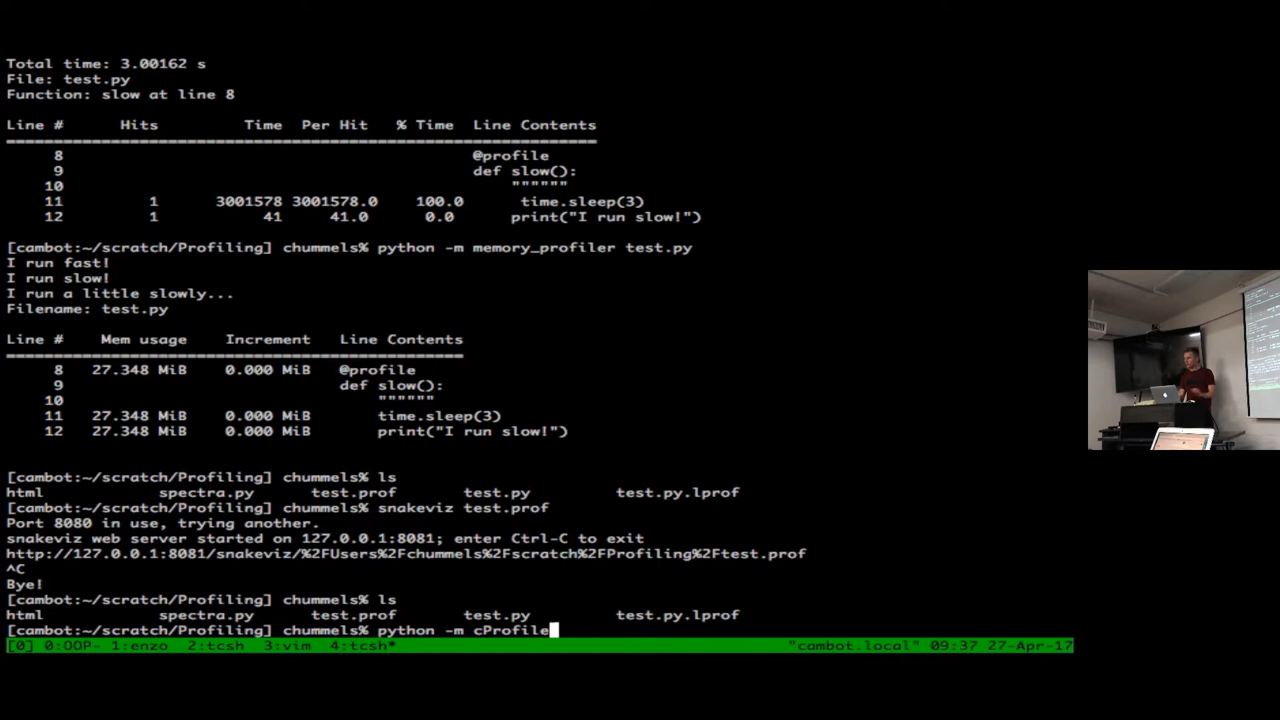 Total time: 3.00162 s
File: test.py
Function: slow at line 8
Line #      Hits         Time  Per Hit   % Time  Line Contents
==============================================================
8                                           @profile
9                                           def slow():
10                                               """"""
11         1      3001578 3001578.0    100.0      time.sleep(3)
12         1           41     41.0      0.0     print("I run slow!")
[cambot:~/scratch/Profiling] chummels% python -m memory_profiler test.py
I run fast!
I run slow!
I run a little slowly...
Filename: test.py
Line #    Mem usage    Increment   Line Contents
================================================
8   27.348 MiB    0.000 MiB   @profile
9                             def slow():
10                                 """"""
11   27.348 MiB    0.000 MiB       time.sleep(3)
12   27.348 MiB    0.000 MiB       print("I run slow!")
[cambot:~/scratch/Profiling] chummels% ls
html            spectra.py      test.prof       test.py         test.py.lprof
[cambot:~/scratch/Profiling] chummels% snakeviz test.prof
Port 8080 in use, trying another.
snakeviz web server started on 127.0.0.1:8081; enter Ctrl-C to exit
http://127.0.0.1:8081/snakeviz/%2FUsers%2Fchummels%2Fscratch%2FProfiling%2Ftest.prof
^C
Bye!
[cambot:~/scratch/Profiling] chummels% ls
html            spectra.py      test.prof       test.py         test.py.lprof
[cambot:~/scratch/Profiling] chummels% python -m cProfile
[0] 0:OOP- 1:enzo  2:tcsh  3:vim  4:tcsh*                "cambot.local" 09:37 27-Apr-17